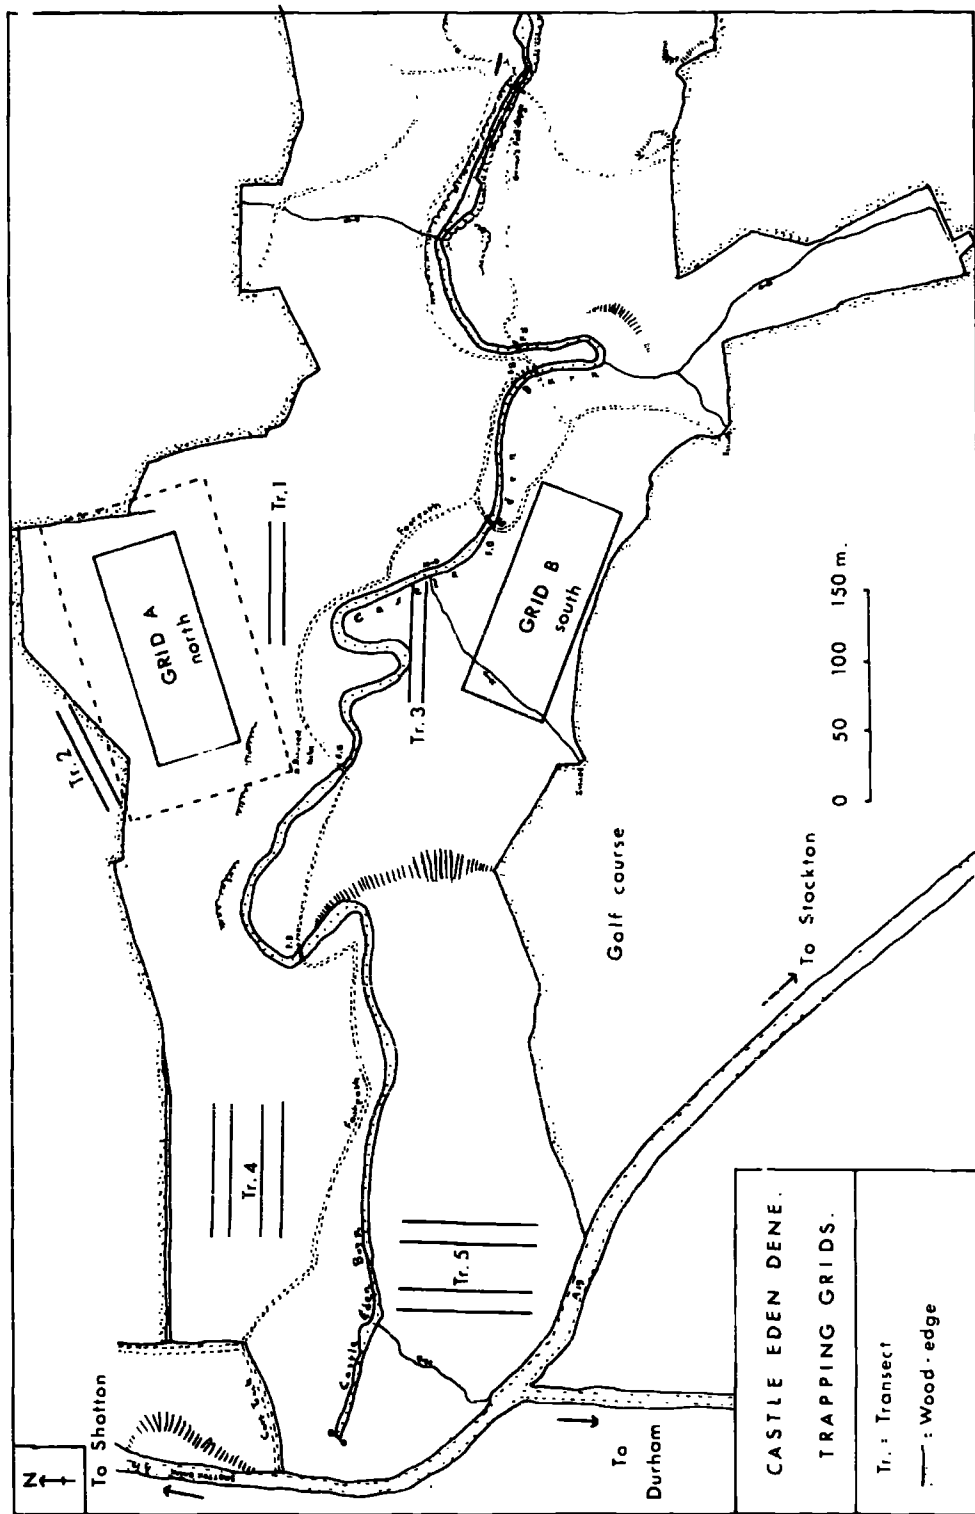 N
To Shotton
To
Durham
Castle Eden Burn
Footpath
Tr. 4
Tr. 5
A 19
To Stockton
Golf course
Tr. 2
GRID A
north
Tr. 1
Tr. 3
GRID B
south
Footpath
F.B
F.B
F.B
F.B
0 50 100 150 m.
CASTLE EDEN DENE.
TRAPPING GRIDS.
Tr. : Transect
: Wood-edge